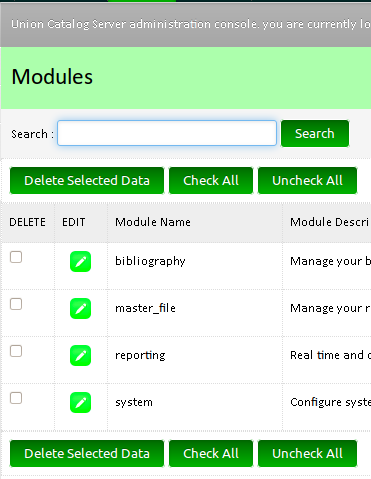 Union Catalog Server administration console. you are currently lo
Modules
Search : Search
Delete Selected Data Check All Uncheck All
DELETE EDIT Module Name Module Descri
bibliography Manage your b
master_file Manage your r
reporting Real time and c
system Configure syste
Delete Selected Data Check All Uncheck All